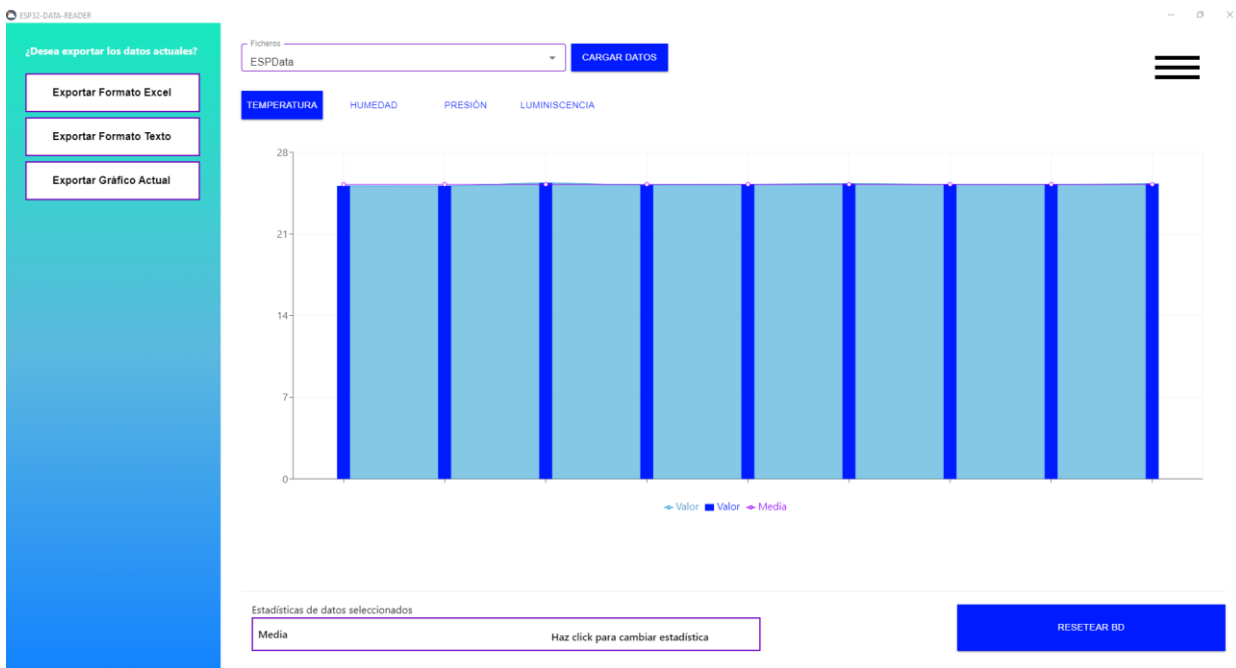 ESP32-DATA-READER
¿Desea exportar los datos actuales?
Exportar Formato Excel
Exportar Formato Texto
Exportar Gráfico Actual
Ficheros
ESPData
CARGAR DATOS
TEMPERATURA HUMEDAD PRESIÓN LUMINISCENCIA
28
21
14
7
0
Valor Valor Media
Estadísticas de datos seleccionados
Media Haz click para cambiar estadística
RESETEAR BD